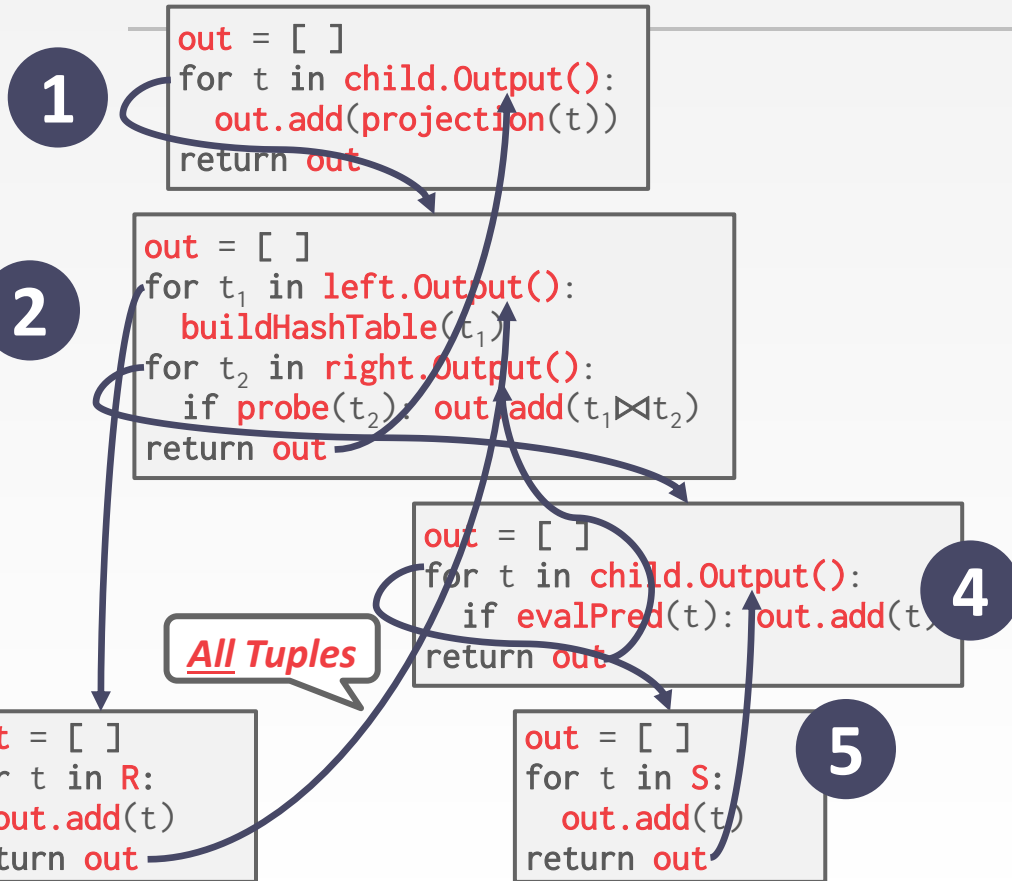 1
out = [ ]
for t in child.Output():
out.add(projection(t))
return out
2
out = [ ]
for t₁ in left.Output():
buildHashTable(t₁)
for t₂ in right.Output():
if probe(t₂): out.add(t₁⋈t₂)
return out
4
out = [ ]
for t in child.Output():
if evalPred(t): out.add(t
return out
All Tuples
t = [ ]
r t in R:
out.add(t)
turn out
5
out = [ ]
for t in S:
out.add(t)
return out